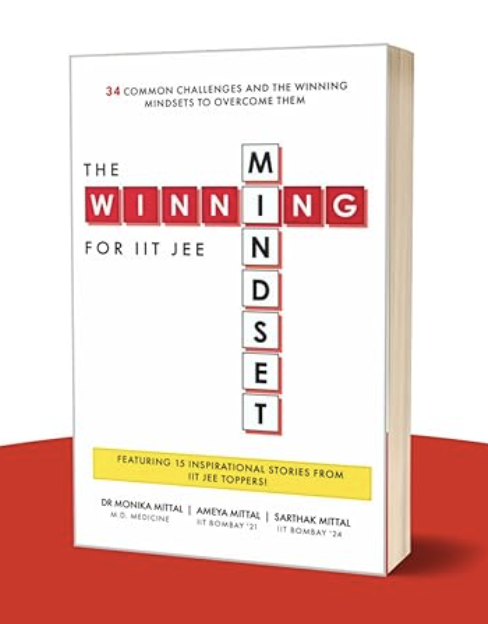 34 COMMON CHALLENGES AND THE WINNING
MINDSETS TO OVERCOME THEM
THE
WINNING
MINDSET
FOR IIT JEE
FEATURING 15 INSPIRATIONAL STORIES FROM
IIT JEE TOPPERS!
DR MONIKA MITTAL | AMEYA MITTAL | SARTHAK MITTAL
M.D. MEDICINE IIT BOMBAY '21 IIT BOMBAY '24